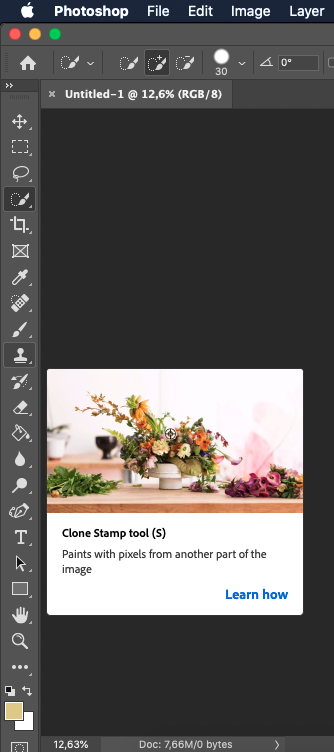 Photoshop File Edit Image Layer
30 0°
× Untitled-1 @ 12,6% (RGB/8)
Clone Stamp tool (S)
Paints with pixels from another part of the
image
Learn how
12,63% Doc: 7,66M/0 bytes